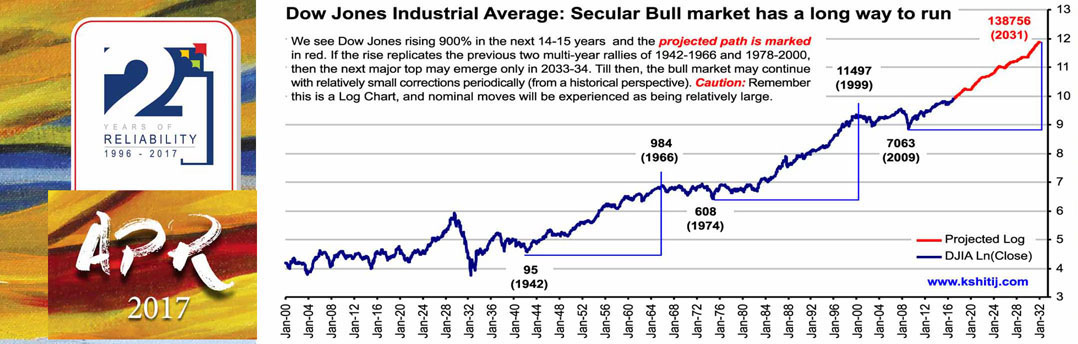 21
YEARS OF
RELIABILITY
1996 - 2017
APR
2017
Dow Jones Industrial Average: Secular Bull market has a long way to run
We see Dow Jones rising 900% in the next 14-15 years and the projected path is marked
in red. If the rise replicates the previous two multi-year rallies of 1942-1966 and 1978-2000,
then the next major top may emerge only in 2033-34. Till then, the bull market may continue
with relatively small corrections periodically (from a historical perspective). Caution: Remember
this is a Log Chart, and nominal moves will be experienced as being relatively large.
138756
(2031)
11497
(1999)
984
(1966)
7063
(2009)
608
(1974)
95
(1942)
Projected Log
DJIA Ln(Close)
www.kshitij.com
13
12
11
10
9
8
7
6
5
4
3
Jan-00
Jan-04
Jan-08
Jan-12
Jan-16
Jan-20
Jan-24
Jan-28
Jan-32
Jan-36
Jan-40
Jan-44
Jan-48
Jan-52
Jan-56
Jan-60
Jan-64
Jan-68
Jan-72
Jan-76
Jan-80
Jan-84
Jan-88
Jan-92
Jan-96
Jan-00
Jan-04
Jan-08
Jan-12
Jan-16
Jan-20
Jan-24
Jan-28
Jan-32